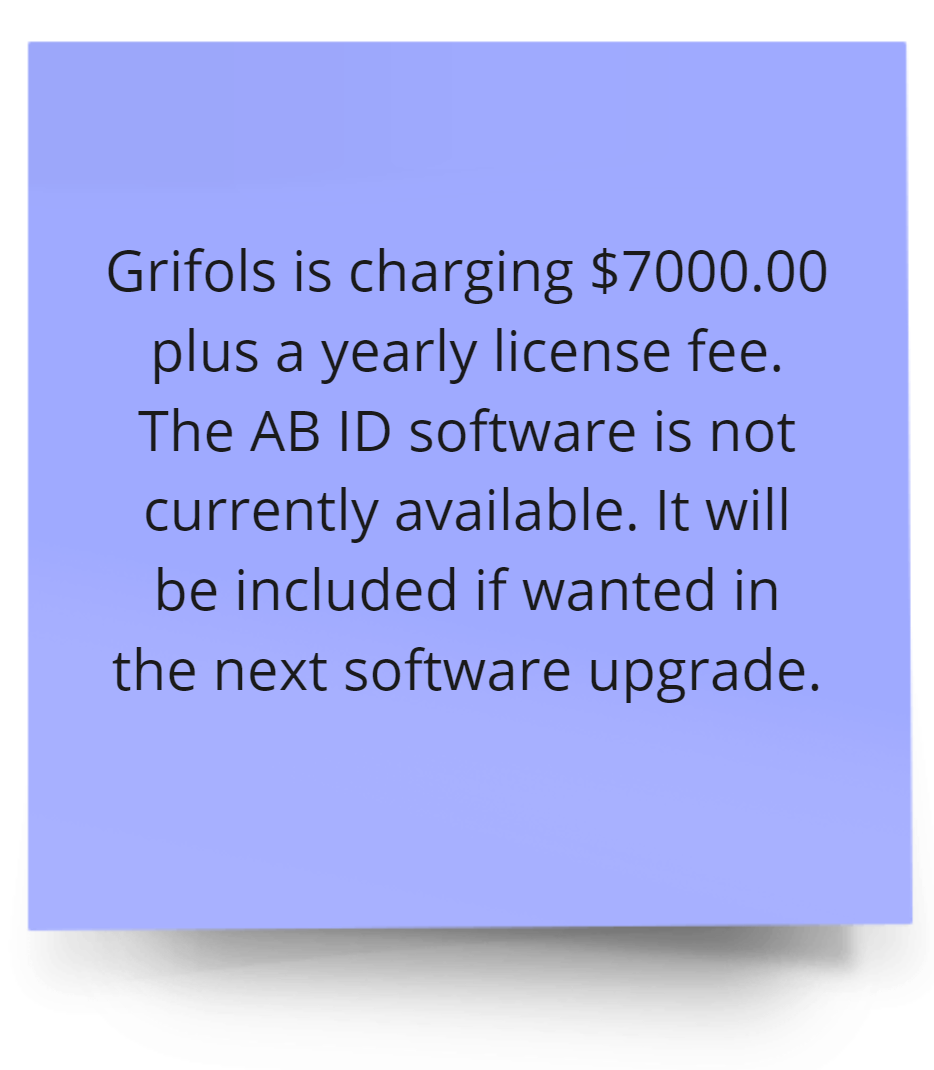 Grifols is charging $7000.00
plus a yearly license fee.
The AB ID software is not
currently available. It will
be included if wanted in
the next software upgrade.